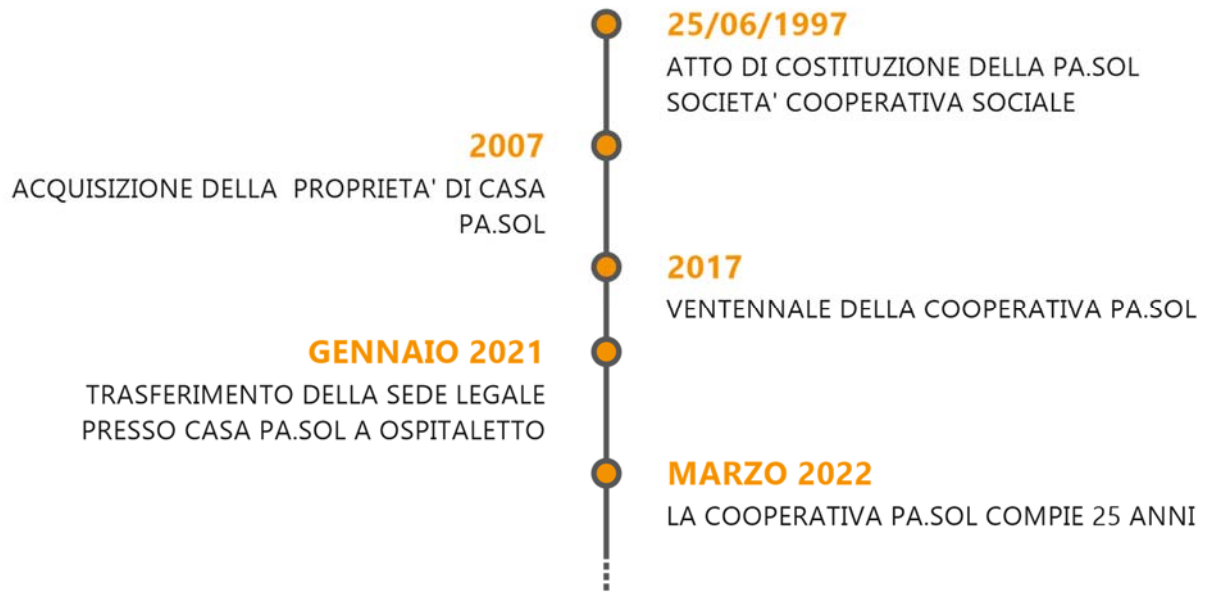 25/06/1997
ATTO DI COSTITUZIONE DELLA PA.SOL
SOCIETA' COOPERATIVA SOCIALE
2007
ACQUISIZIONE DELLA PROPRIETA' DI CASA
PA.SOL
2017
VENTENNALE DELLA COOPERATIVA PA.SOL
GENNAIO 2021
TRASFERIMENTO DELLA SEDE LEGALE
PRESSO CASA PA.SOL A OSPITALETTO
MARZO 2022
LA COOPERATIVA PA.SOL COMPIE 25 ANNI